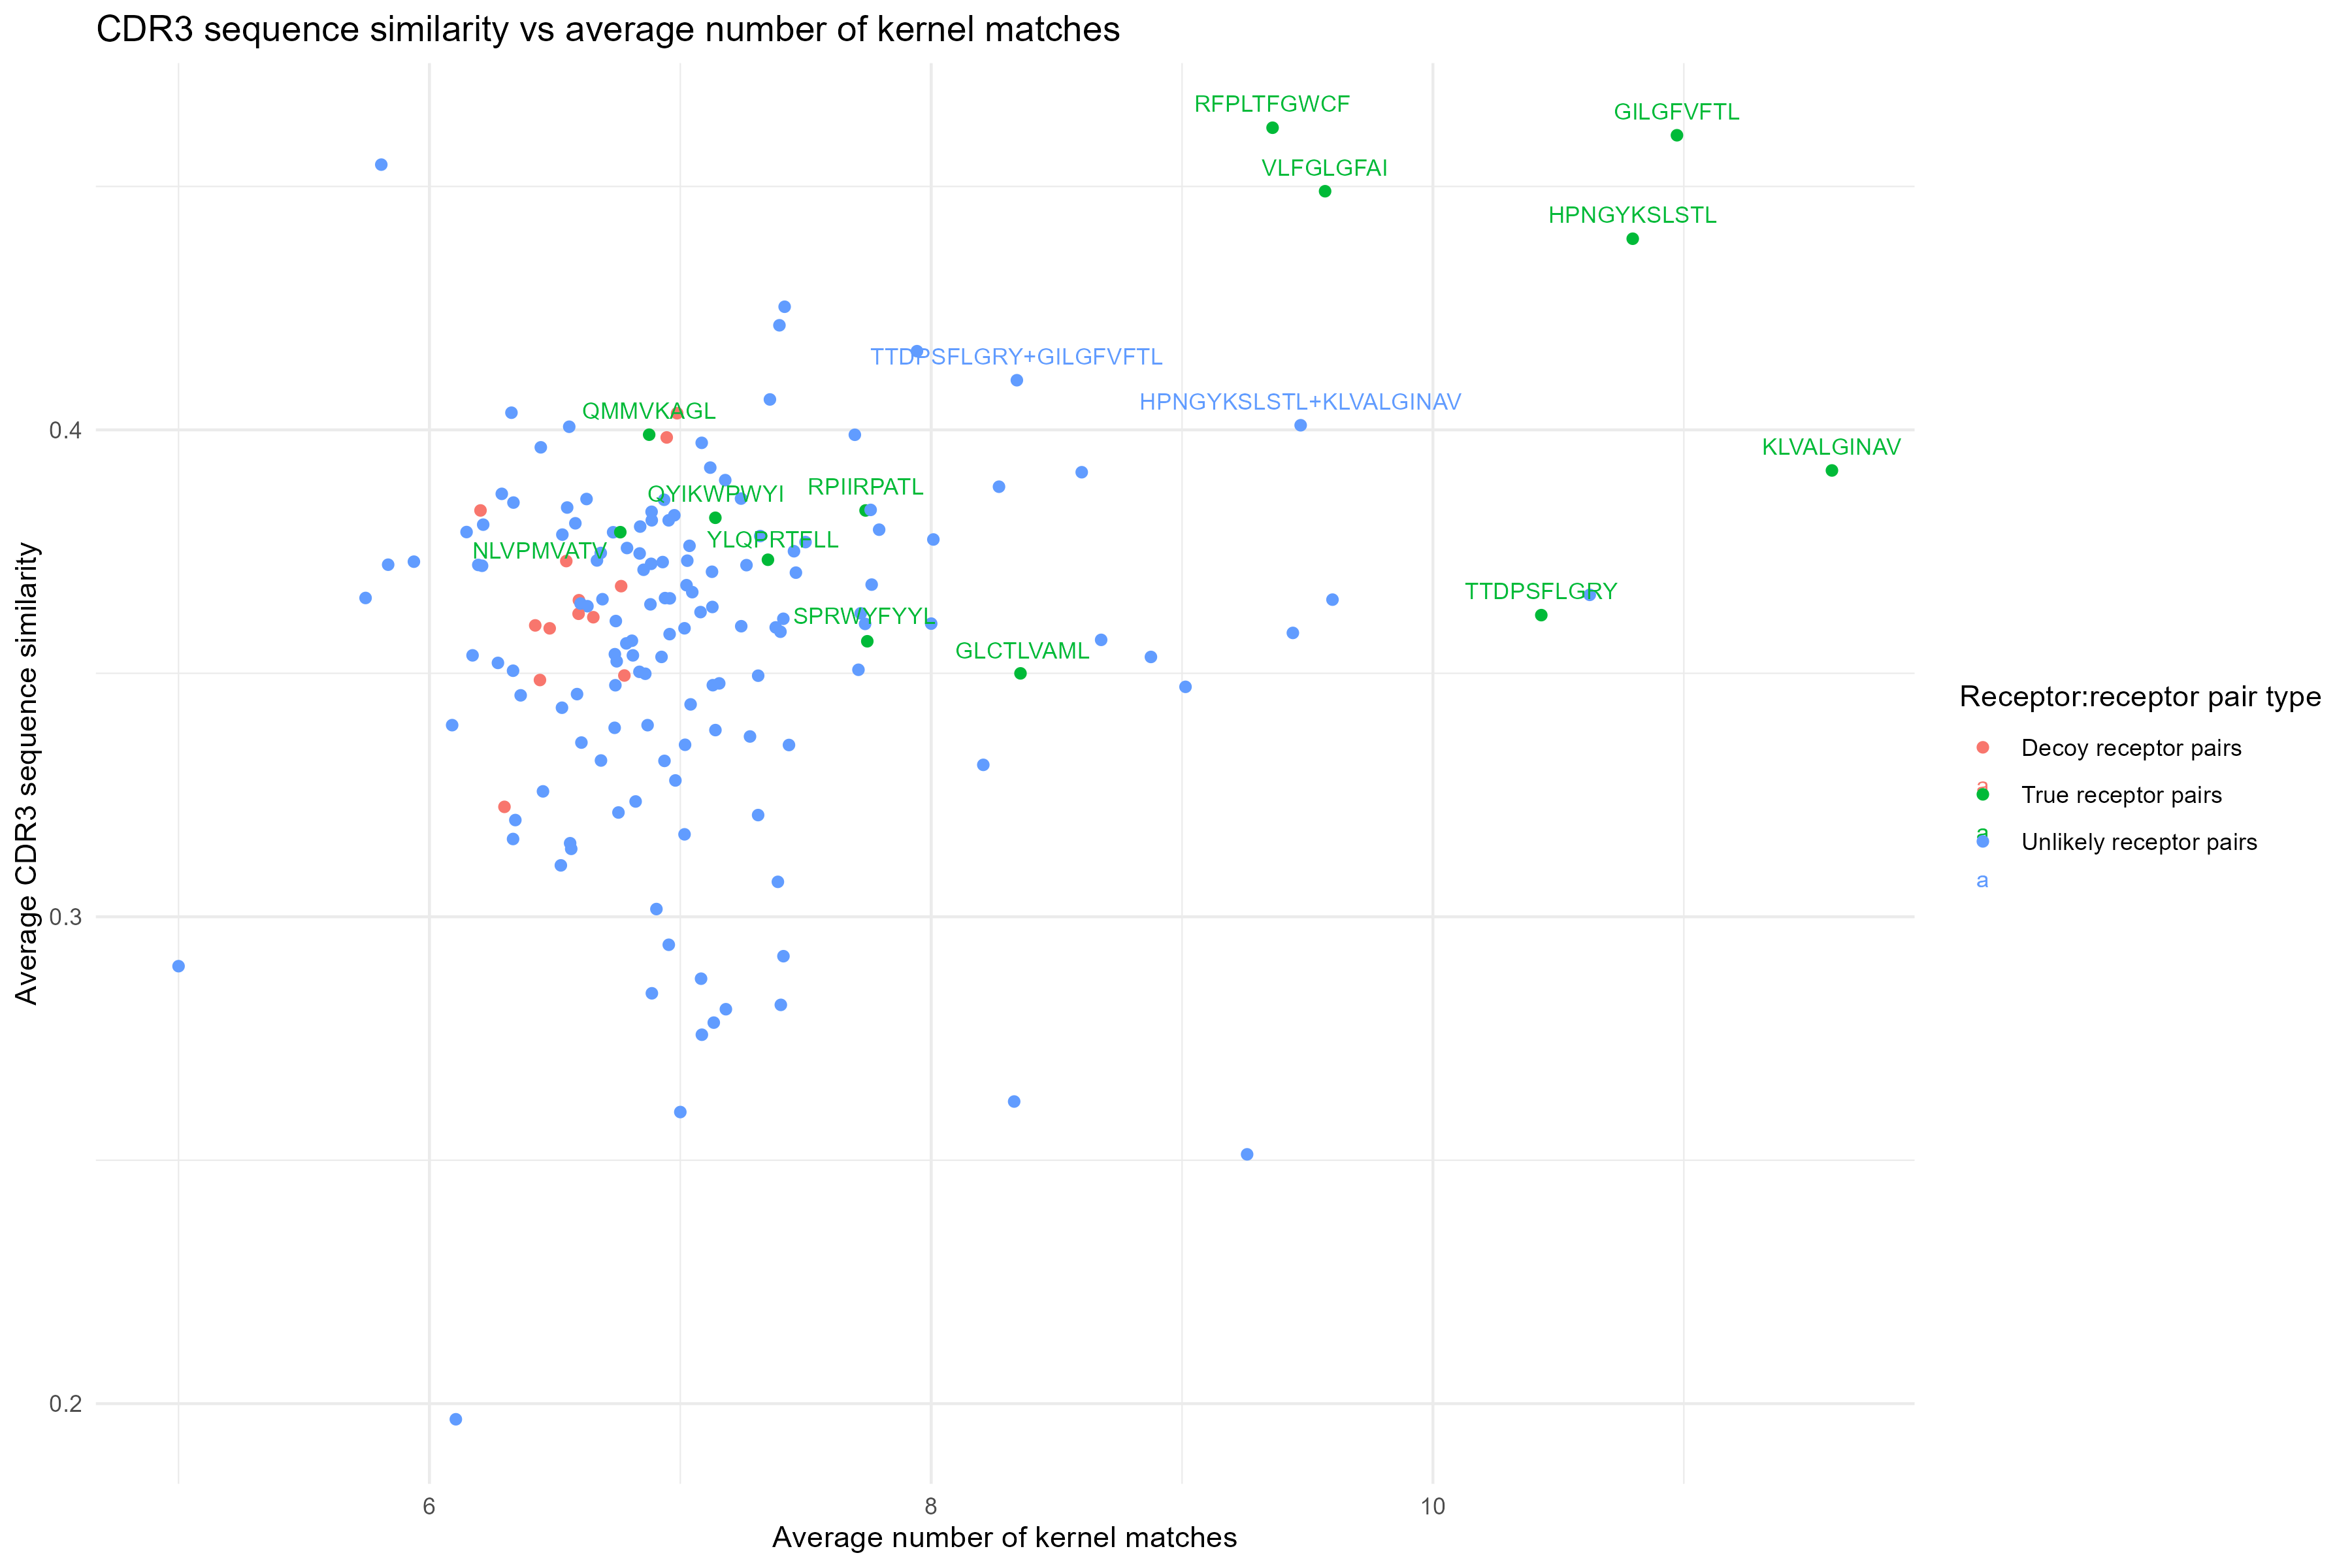 CDR3 sequence similarity vs average number of kernel matches
RFPLTFGWCF
GILGFVFTL
VLFGLGFAI
HPNGYKSLSTL
TTDPSFLGRY+GILGFVFTL
HPNGYKSLSTL+KLVALGINAV
QMMVKAGL
KLVALGINAV
QYIKWPWYI
RPIIRPATL
NLVPMVATV
YLQPRTFLL
TTDPSFLGRY
SPRWYFYYL
GLCTLVAML
0.4
0.3
0.2
Average CDR3 sequence similarity
6
8
10
Average number of kernel matches
Receptor:receptor pair type
Decoy receptor pairs
a
True receptor pairs
a
Unlikely receptor pairs
a